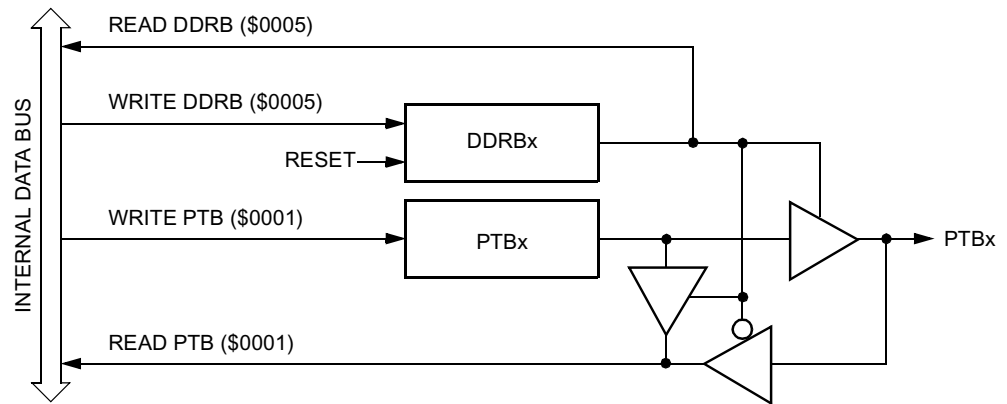 READ DDRB ($0005)
WRITE DDRB ($0005)
DDRBx
RESET
INTERNAL DATA BUS
WRITE PTB ($0001)
PTBx
PTBx
READ PTB ($0001)